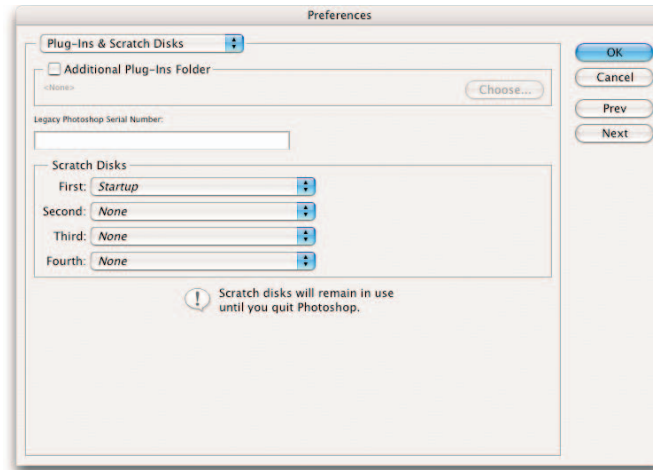 Preferences
Plug-Ins & Scratch Disks
OK
Additional Plug-Ins Folder
Cancel
<None>
Choose...
Prev
Legacy Photoshop Serial Number:
Next
Scratch Disks
First: Startup
Second: None
Third: None
Fourth: None
Scratch disks will remain in use
until you quit Photoshop.